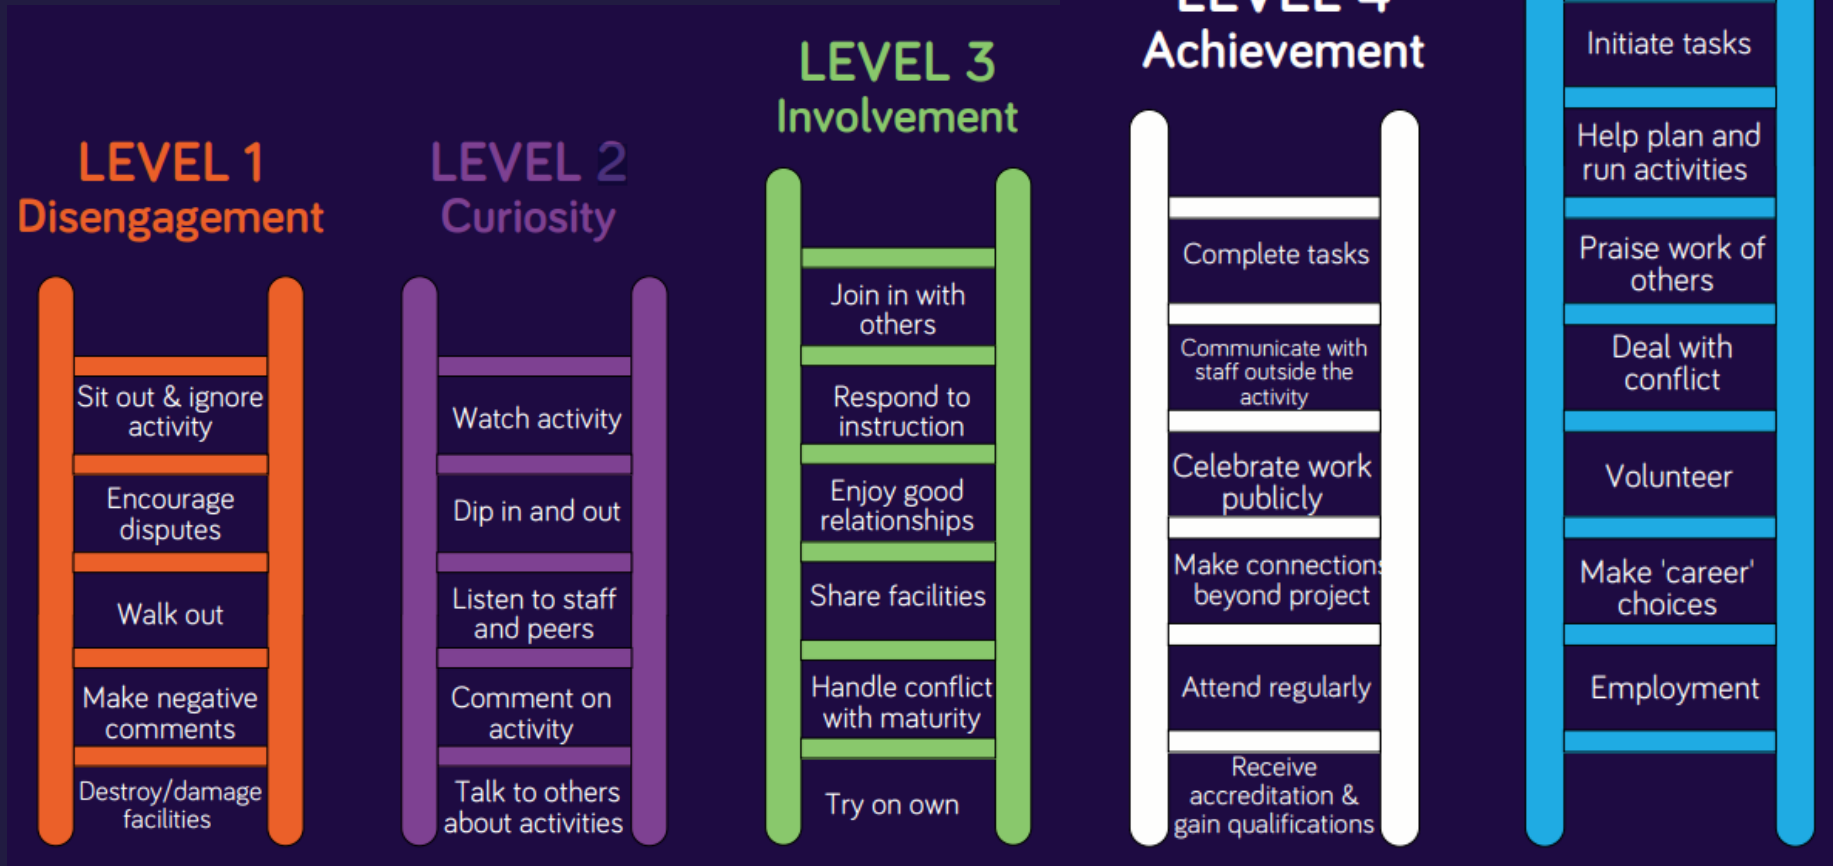 LEVEL 1
Disengagement
Sit out & ignore
activity
Encourage
disputes
Walk out
Make negative
comments
Destroy/damage
facilities
LEVEL 2
Curiosity
Watch activity
Dip in and out
Listen to staff
and peers
Comment on
activity
Talk to others
about activities
LEVEL 3
Involvement
Join in with
others
Respond to
instruction
Enjoy good
relationships
Share facilities
Handle conflict
with maturity
Try on own
LEVEL 4
Achievement
Complete tasks
Communicate with
staff outside the
activity
Celebrate work
publicly
Make connections
beyond project
Attend regularly
Receive
accreditation &
gain qualifications
Initiate tasks
Help plan and
run activities
Praise work of
others
Deal with
conflict
Volunteer
Make 'career'
choices
Employment